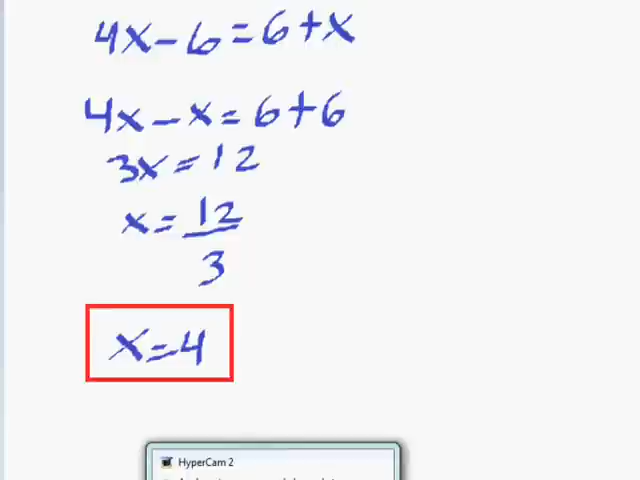 4x-6=6+x
4x-x=6+6
3x=12
x=12/3
x=4
HyperCam 2